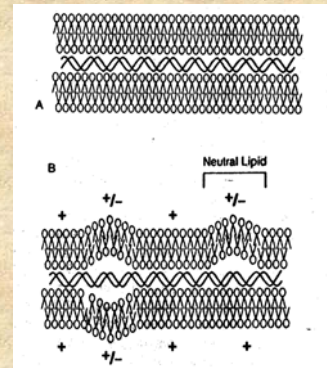 A
B
Neutral Lipid
+/− +/−
+ +
+ +/− + +